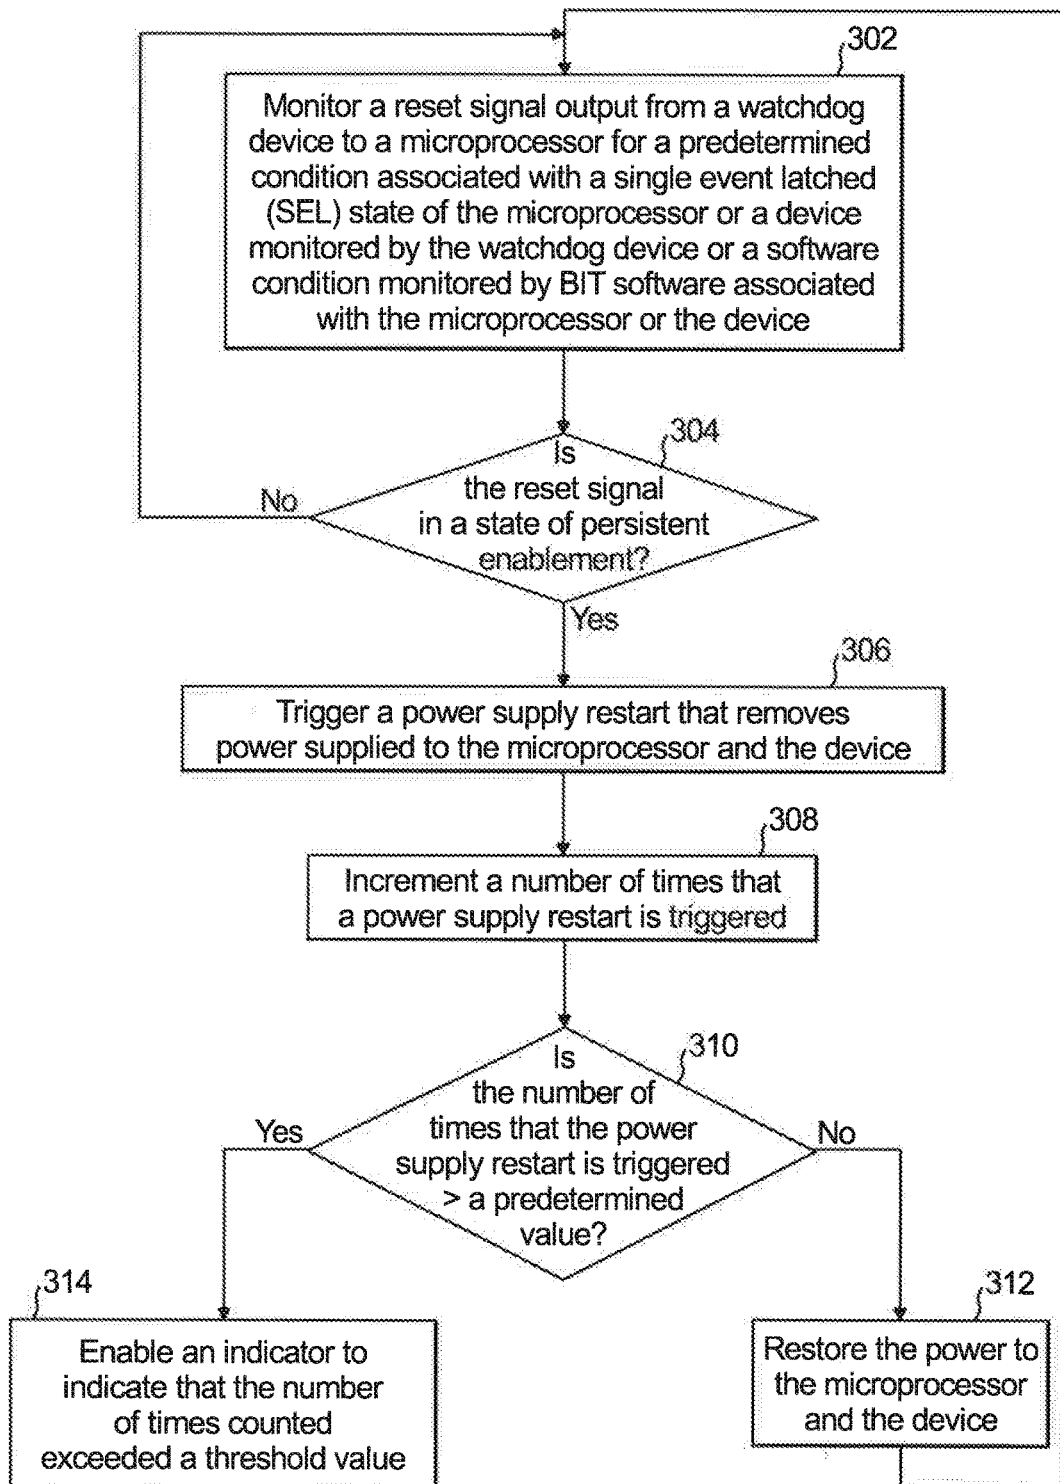 302
Monitor a reset signal output from a watchdog
device to a microprocessor for a predetermined
condition associated with a single event latched
(SEL) state of the microprocessor or a device
monitored by the watchdog device or a software
condition monitored by BIT software associated
with the microprocessor or the device
304
Is
the reset signal
in a state of persistent
enablement?
No
Yes
306
Trigger a power supply restart that removes
power supplied to the microprocessor and the device
308
Increment a number of times that
a power supply restart is triggered
310
Is
the number of
times that the power
supply restart is triggered
> a predetermined
value?
Yes
No
314
Enable an indicator to
indicate that the number
of times counted
exceeded a threshold value
312
Restore the power to
the microprocessor
and the device